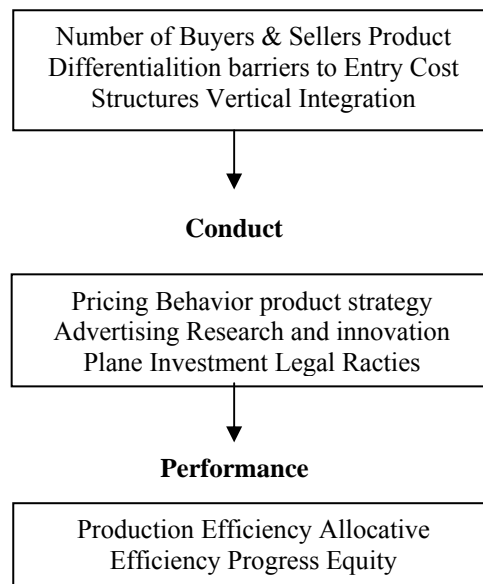 Number of Buyers & Sellers Product
Differentialition barriers to Entry Cost
Structures Vertical Integration
Conduct
Pricing Behavior product strategy
Advertising Research and innovation
Plane Investment Legal Racties
Performance
Production Efficiency Allocative
Efficiency Progress Equity